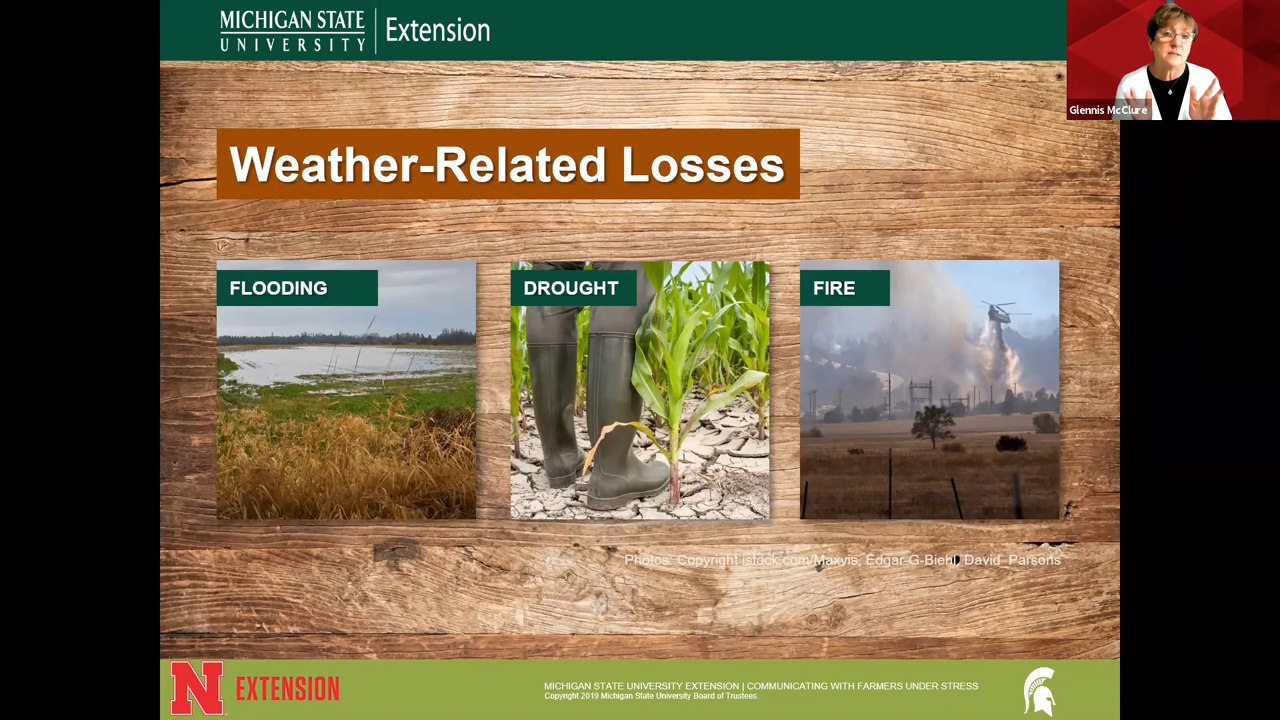 MICHIGAN STATE
UNIVERSITY
Extension
Glennis McClure
Weather-Related Losses
FLOODING
DROUGHT
FIRE
Photos: Copyright istock.com/Maxyis, Edgar-G-Biehl, David_Parsons
N EXTENSION
MICHIGAN STATE UNIVERSITY EXTENSION | COMMUNICATING WITH FARMERS UNDER STRESS
Copyright 2019 Michigan State University Board of Trustees.